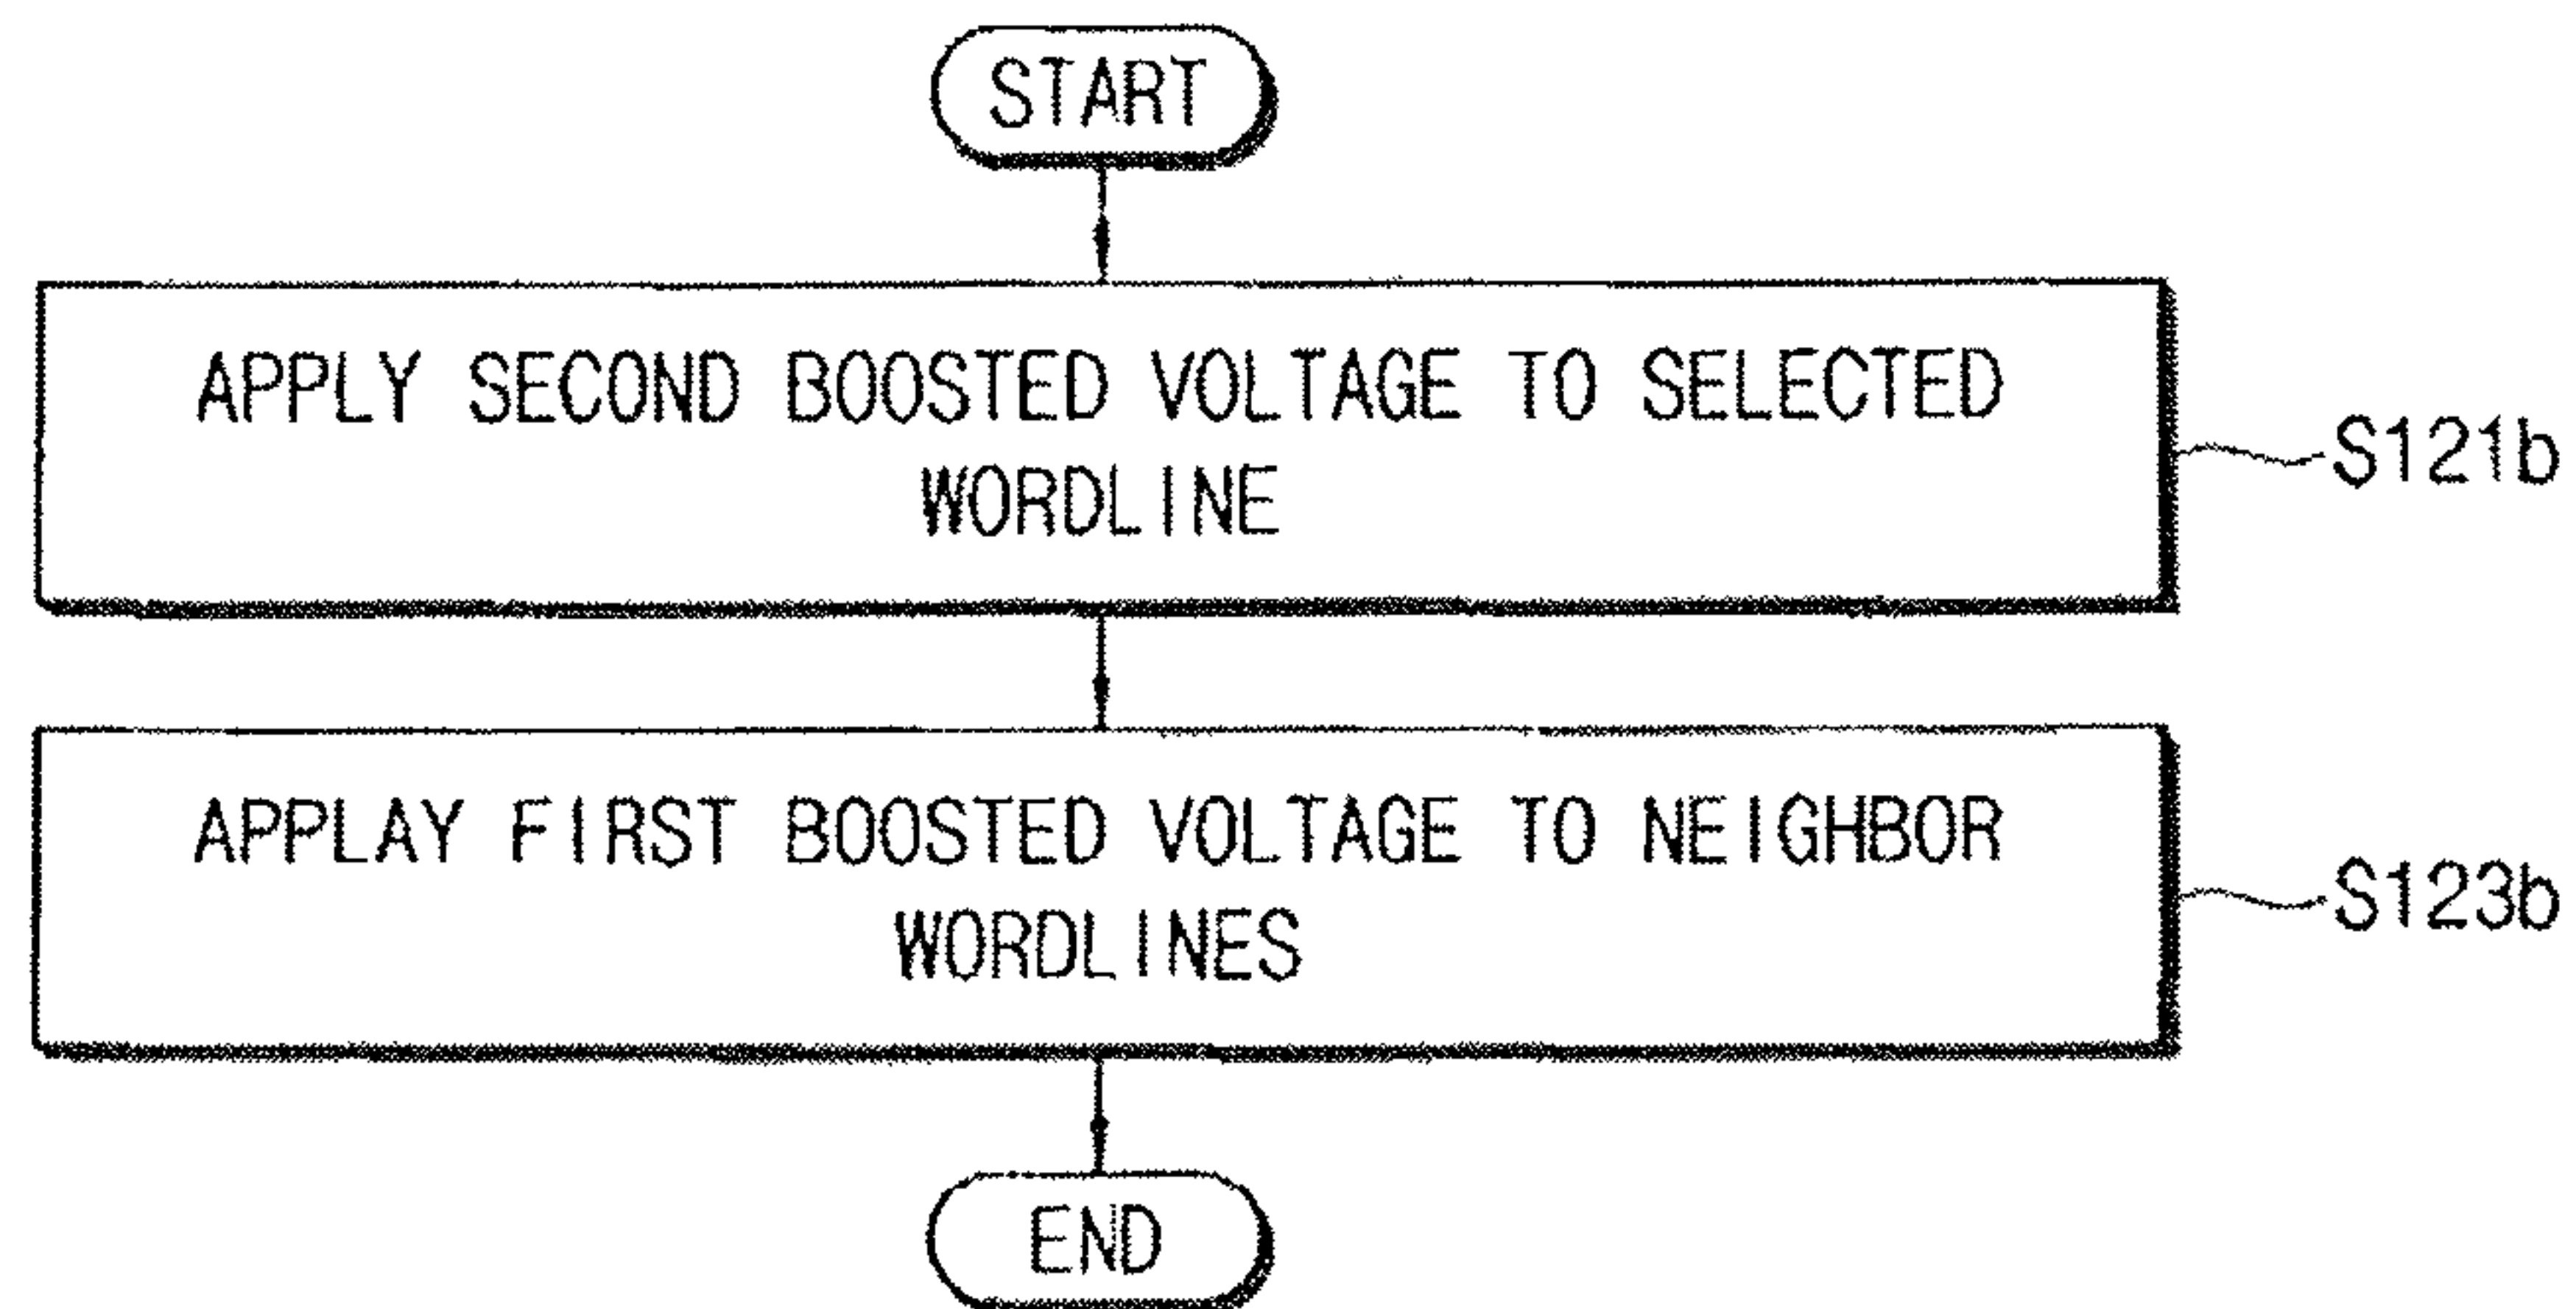 START
APPLY SECOND BOOSTED VOLTAGE TO SELECTED
WORDLINE
S121b
APPLAY FIRST BOOSTED VOLTAGE TO NEIGHBOR
WORDLINES
S123b
END